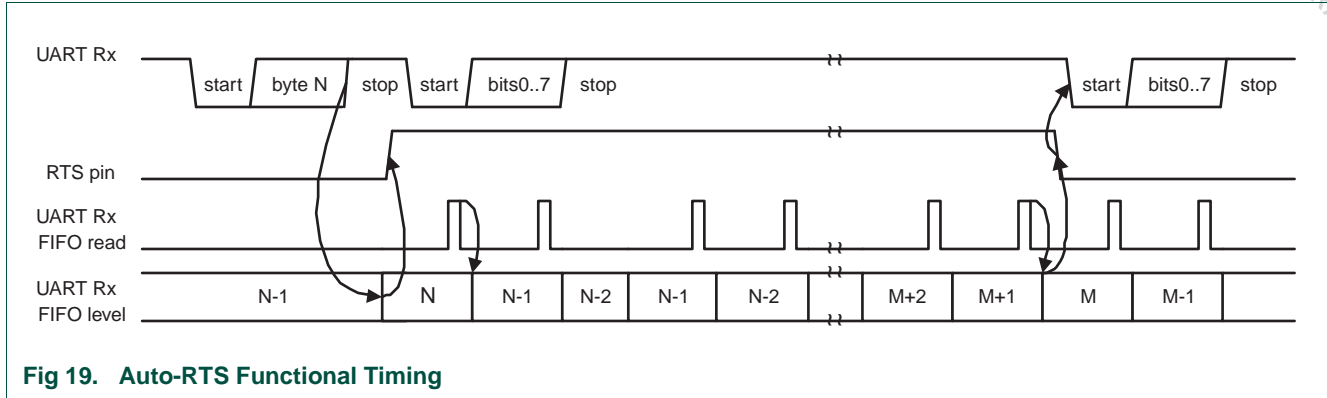 UART Rx
start byte N stop start bits0..7 stop start bits0..7 stop
RTS pin
UART Rx
FIFO read
UART Rx
FIFO level
N-1 N N-1 N-2 N-1 N-2 M+2 M+1 M M-1
Fig 19. Auto-RTS Functional Timing